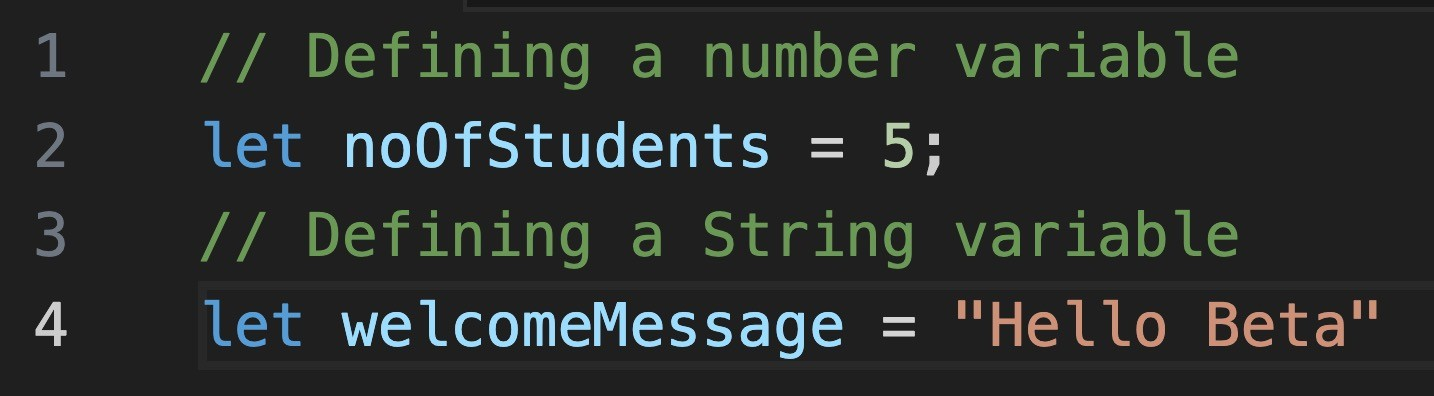 1 // Defining a number variable
2 let noOfStudents = 5;
3 // Defining a String variable
4 let welcomeMessage = "Hello Beta"